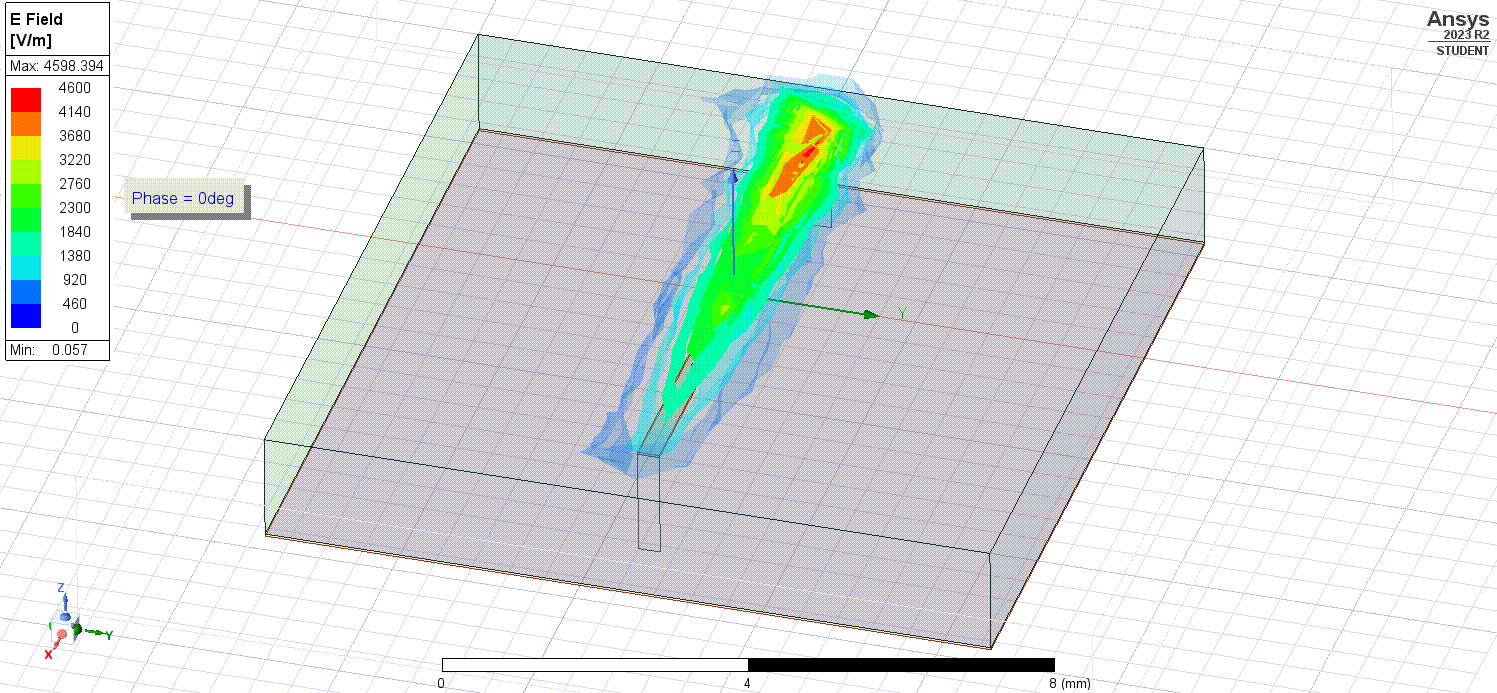 E Field
[V/m]
Max: 4598.394
4600
4140
3680
3220
2760
2300
1840
1380
920
460
0
Min: 0.057
Phase = 0deg
Ansys
2023 R2
STUDENT
Y
Z
Y
X
0 4 8 (mm)